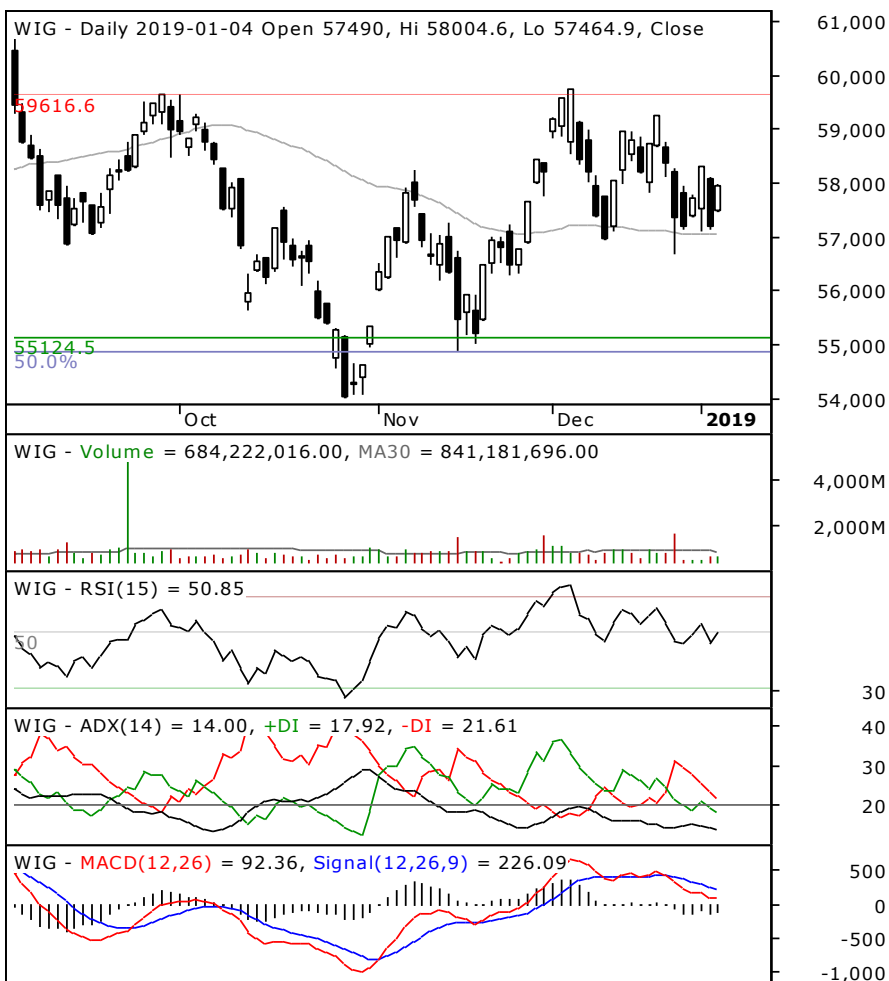 WIG - Daily 2019-01-04 Open 57490, Hi 58004.6, Lo 57464.9, Close
61,000
60,000
59616.6
59,000
58,000
57,000
56,000
55124.5
55,000
50.0%
54,000
Oct Nov Dec 2019
WIG - Volume = 684,222,016.00, MA30 = 841,181,696.00
4,000M
2,000M
WIG - RSI(15) = 50.85
50
30
WIG - ADX(14) = 14.00, +DI = 17.92, -DI = 21.61
40
30
20
WIG - MACD(12,26) = 92.36, Signal(12,26,9) = 226.09
500
0
-500
-1,000